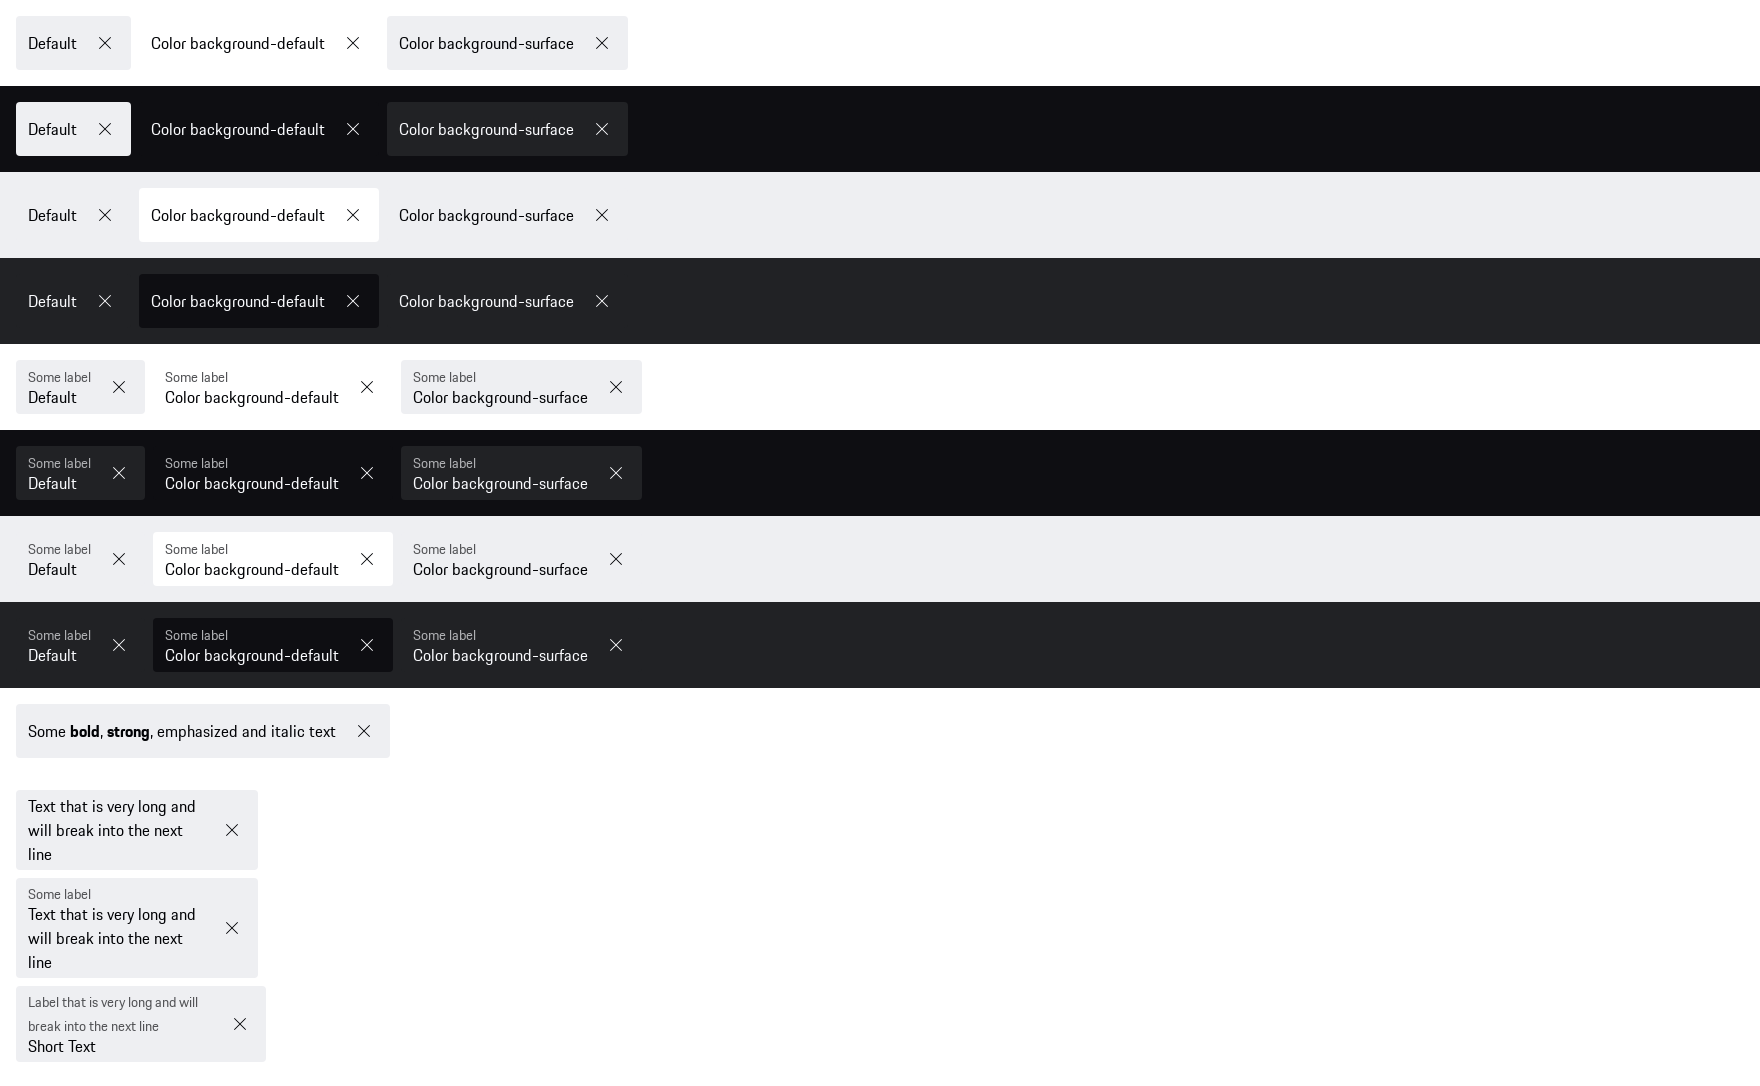 Default Color background-default Color background-surface
Default Color background-default Color background-surface
Default Color background-default Color background-surface
Default Color background-default Color background-surface
Some label Some label Some label
Default Color background-default Color background-surface
Some label Some label Some label
Default Color background-default Color background-surface
Some label Some label Some label
Default Color background-default Color background-surface
Some label Some label Some label
Default Color background-default Color background-surface
Some bold, strong, emphasized and italic text
Text that is very long and
will break into the next
line
Some label
Text that is very long and
will break into the next
line
Label that is very long and will
break into the next line
Short Text